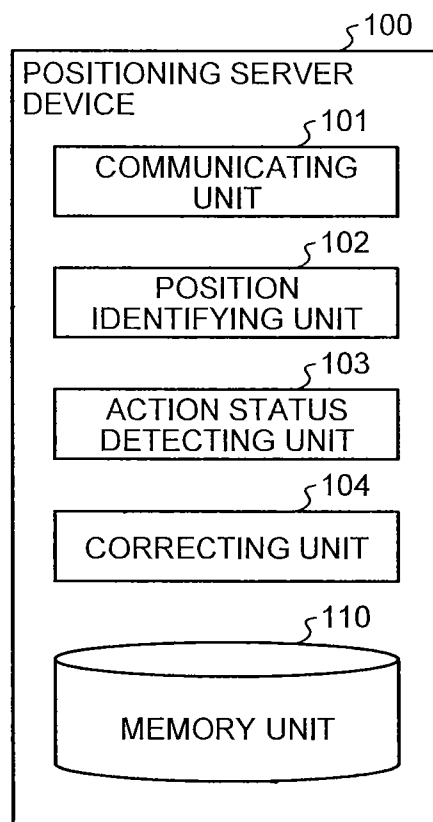 100
POSITIONING SERVER
DEVICE
101
COMMUNICATING
UNIT
102
POSITION
IDENTIFYING UNIT
103
ACTION STATUS
DETECTING UNIT
104
CORRECTING UNIT
110
MEMORY UNIT